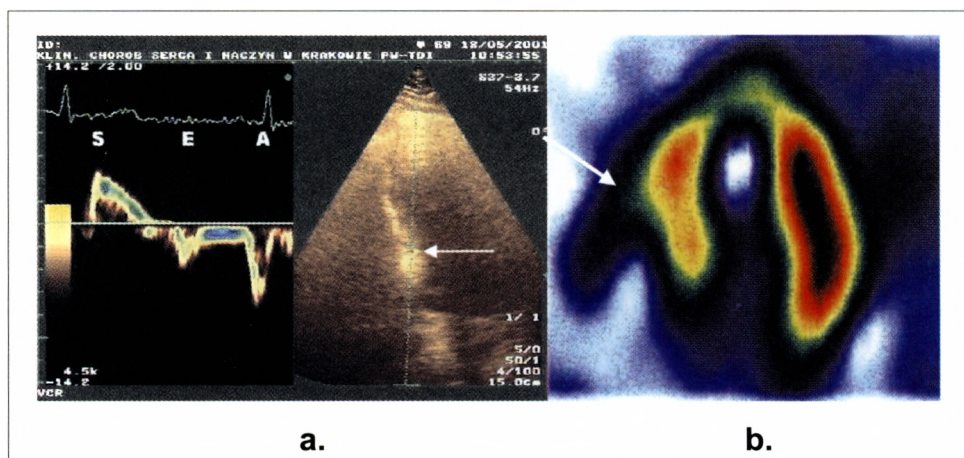 ID: ♥ 69 18/05/2001
KLIN. CHOROB SERCA I NACZYN W KRAKOWIE PW-TDI 10:53:55
+14.2 /2.00
S37-3.7
54Hz
S E A
1/ 1
5/0
50/1
4/100
15.0cm
4.5k
-14.2
VCR
a. b.